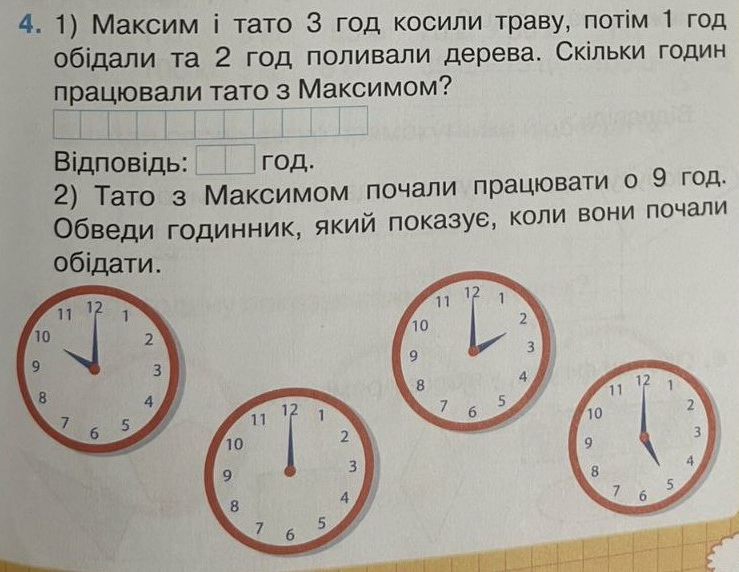 4. 1) Максим і тато 3 год косили траву, потім 1 год
обідали та 2 год поливали дерева. Скільки годин
працювали тато з Максимом?
Відповідь: год.
2) Тато з Максимом почали працювати о 9 год.
Обведи годинник, який показує, коли вони почали
обідати.
12 1 2 3 4 5 6 7 8 9 10 11
12 1 2 3 4 5 6 7 8 9 10 11
12 1 2 3 4 5 6 7 8 9 10 11
12 1 2 3 4 5 6 7 8 9 10 11